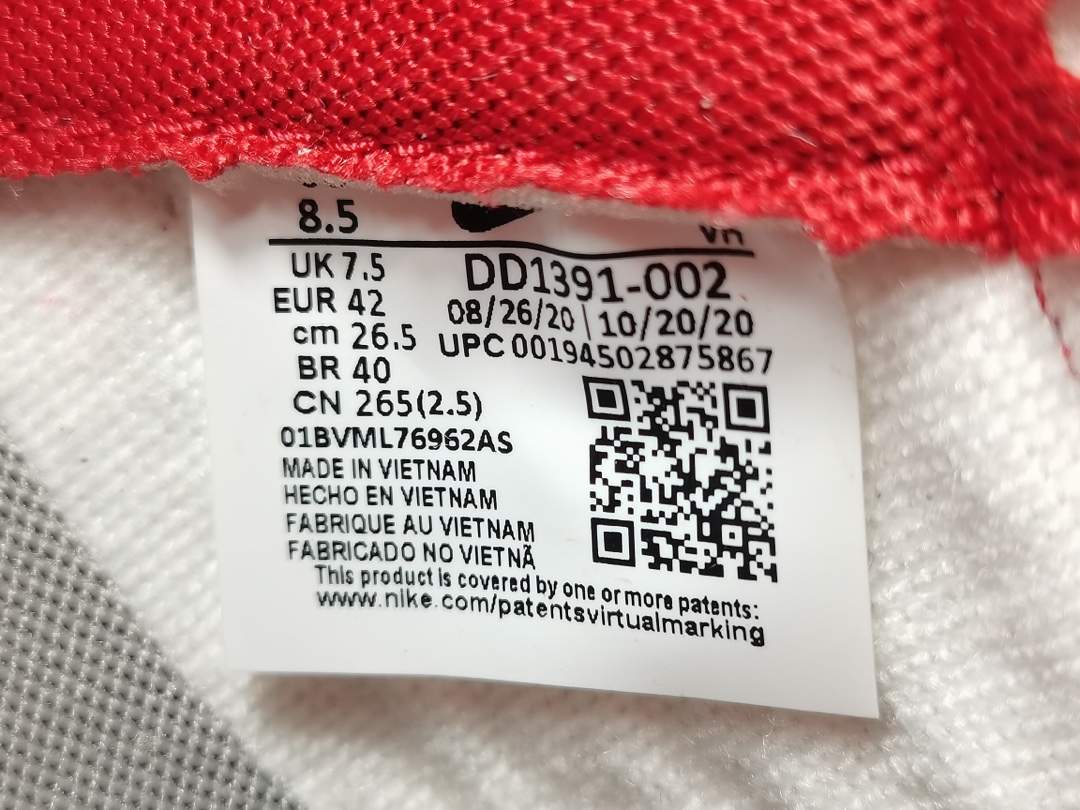 8.5
VN
UK 7.5
DD1391-002
EUR 42
08/26/20 | 10/20/20
cm 26.5
UPC 00194502875867
BR 40
CN 265(2.5)
01BVML76962AS
MADE IN VIETNAM
HECHO EN VIETNAM
FABRIQUE AU VIETNAM
FABRICADO NO VIETNÃ
This product is covered by one or more patents:
www.nike.com/patentsvirtualmarking